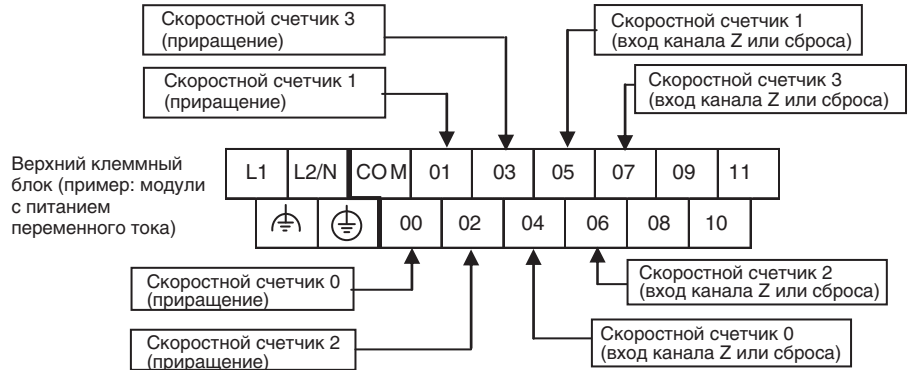 Скоростной счетчик 3
(приращение)
Скоростной счетчик 1
(вход канала Z или сброса)
Скоростной счетчик 1
(приращение)
Скоростной счетчик 3
(вход канала Z или сброса)
Верхний клеммный
блок (пример: модули
с питанием
переменного тока)
L1 L2/N COM 01 03 05 07 09 11
00 02 04 06 08 10
Скоростной счетчик 0
(приращение)
Скоростной счетчик 2
(вход канала Z или сброса)
Скоростной счетчик 2
(приращение)
Скоростной счетчик 0
(вход канала Z или сброса)